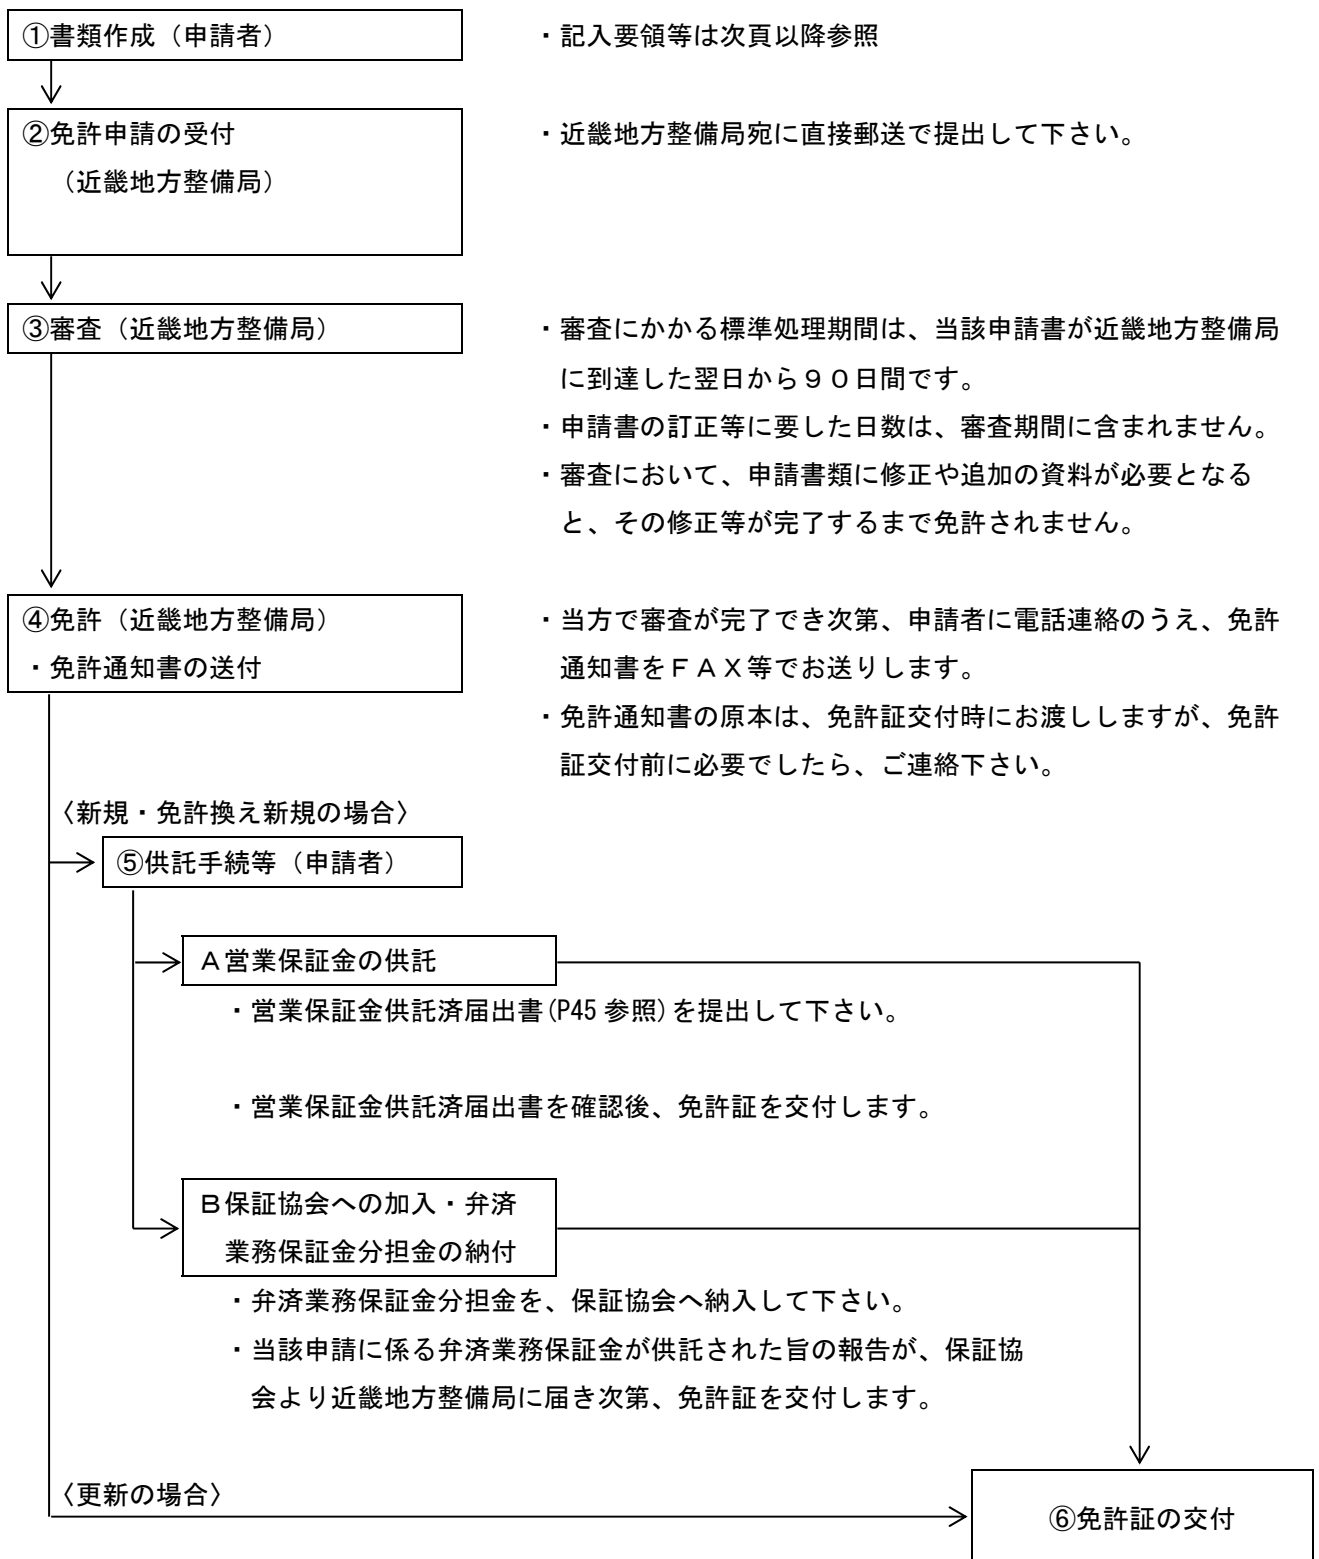 ①書類作成（申請者）
・記入要領等は次頁以降参照
②免許申請の受付
（近畿地方整備局）
・近畿地方整備局宛に直接郵送で提出して下さい。
③審査（近畿地方整備局）
・審査にかかる標準処理期間は、当該申請書が近畿地方整備局
に到達した翌日から９０日間です。
・申請書の訂正等に要した日数は、審査期間に含まれません。
・審査において、申請書類に修正や追加の資料が必要となる
と、その修正等が完了するまで免許されません。
④免許（近畿地方整備局）
・免許通知書の送付
・当方で審査が完了でき次第、申請者に電話連絡のうえ、免許
通知書をＦＡＸ等でお送りします。
・免許通知書の原本は、免許証交付時にお渡ししますが、免許
証交付前に必要でしたら、ご連絡下さい。
〈新規・免許換え新規の場合〉
⑤供託手続等（申請者）
Ａ営業保証金の供託
・営業保証金供託済届出書(P45 参照)を提出して下さい。
・営業保証金供託済届出書を確認後、免許証を交付します。
Ｂ保証協会への加入・弁済
業務保証金分担金の納付
・弁済業務保証金分担金を、保証協会へ納入して下さい。
・当該申請に係る弁済業務保証金が供託された旨の報告が、保証協
会より近畿地方整備局に届き次第、免許証を交付します。
〈更新の場合〉
⑥免許証の交付